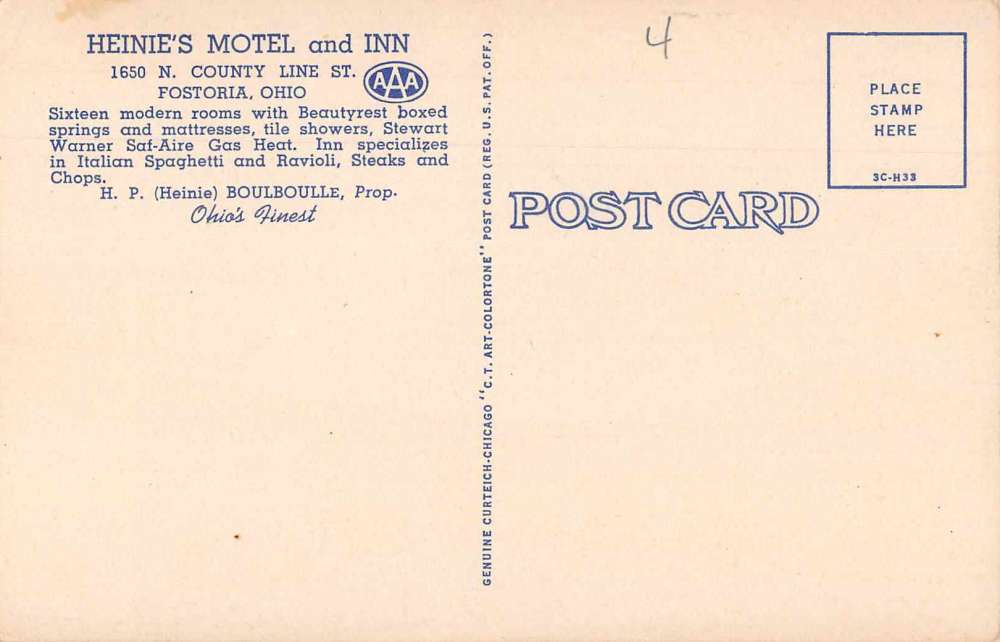 HEINIE'S MOTEL and INN
1650 N. COUNTY LINE ST.
FOSTORIA, OHIO
AAA
Sixteen modern rooms with Beautyrest boxed
springs and mattresses, tile showers, Stewart
Warner Saf-Aire Gas Heat. Inn specializes
in Italian Spaghetti and Ravioli, Steaks and
Chops.
H. P. (Heinie) BOULBOULLE, Prop.
Ohio's Finest
GENUINE CURTEICH-CHICAGO "C.T. ART-COLORTONE" POST CARD (REG. U.S. PAT. OFF.)
4
POST CARD
PLACE
STAMP
HERE
3C-H33